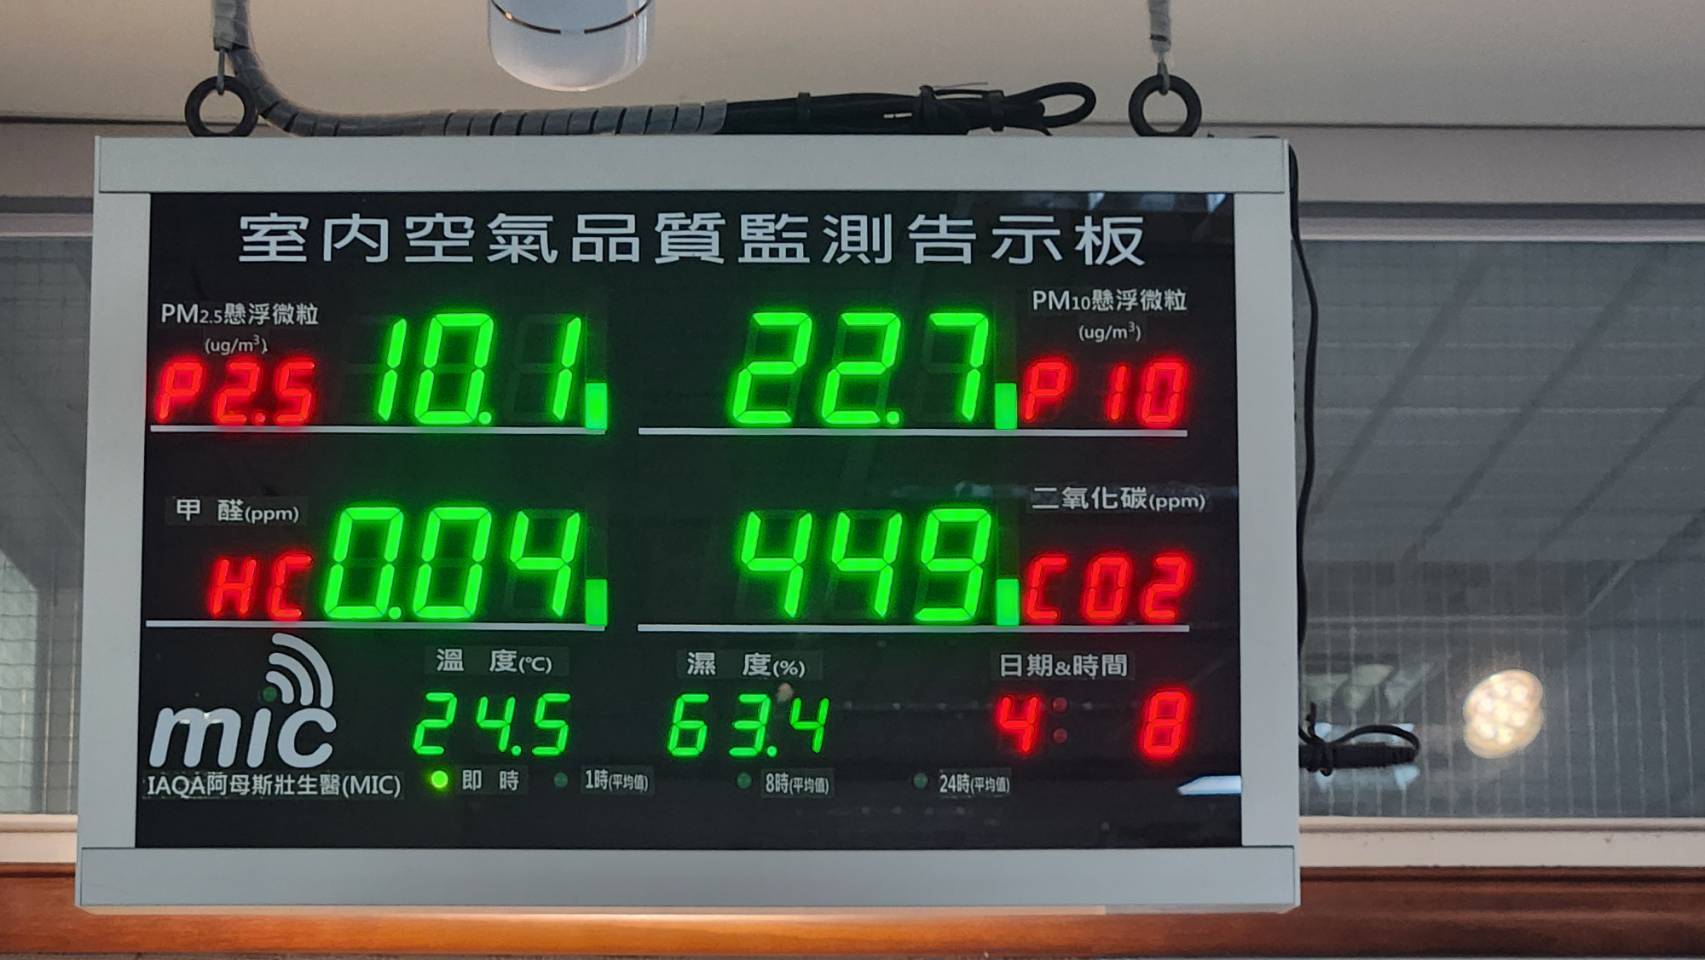 室內空氣品質監測告示板
PM2.5懸浮微粒
(ug/m³)
P2.5 10.1
PM10懸浮微粒
(ug/m³)
22.7 P10
甲 醛(ppm)
HC 0.04
二氧化碳(ppm)
449 CO2
mic
IAQA阿母斯壯生醫(MIC)
溫 度(℃)
24.5
濕 度(%)
63.4
日期&時間
4: 8
即 時 1時(平均值) 8時(平均值) 24時(平均值)